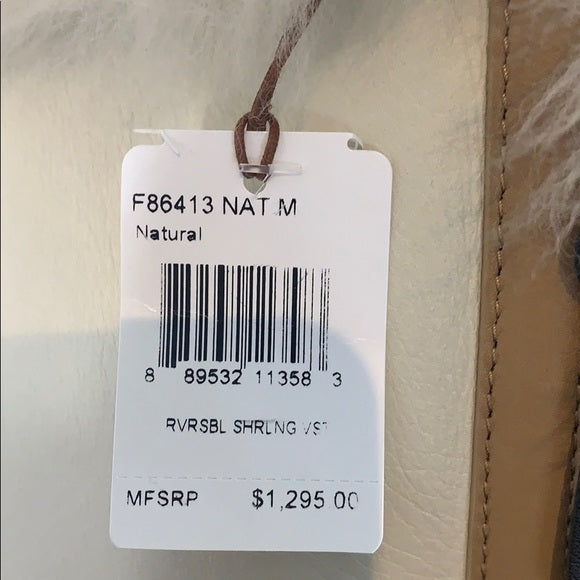 F86413 NAT M
Natural
8 89532 11358 3
RVRSBL SHRLNG VST
MFSRP $1,295.00